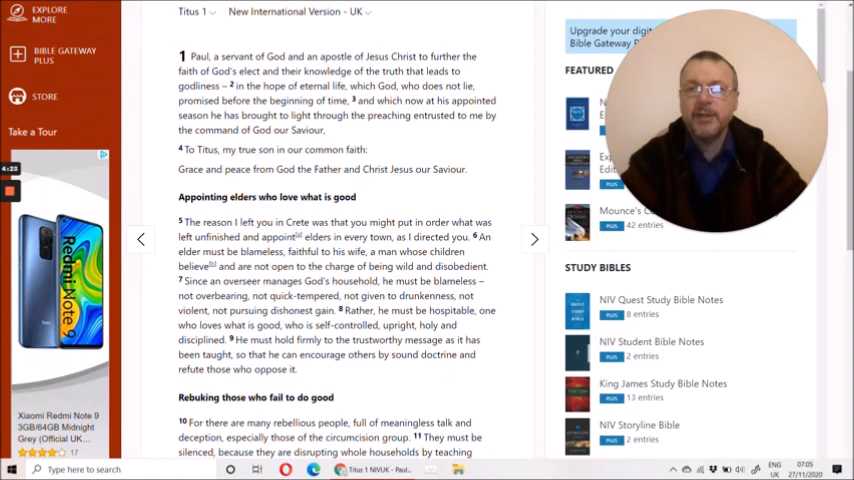 EXPLORE
MORE
BIBLE GATEWAY
PLUS
STORE
Take a Tour
4:23
Redmi Note 9
Xiaomi Redmi Note 9
3GB/64GB Midnight
Grey (Official UK...
17
Titus 1
New International Version - UK
1 Paul, a servant of God and an apostle of Jesus Christ to further the
faith of God's elect and their knowledge of the truth that leads to
godliness – 2 in the hope of eternal life, which God, who does not lie,
promised before the beginning of time, 3 and which now at his appointed
season he has brought to light through the preaching entrusted to me by
the command of God our Saviour,
4 To Titus, my true son in our common faith:
Grace and peace from God the Father and Christ Jesus our Saviour.
Appointing elders who love what is good
5 The reason I left you in Crete was that you might put in order what was
left unfinished and appoint[a] elders in every town, as I directed you. 6 An
elder must be blameless, faithful to his wife, a man whose children
believe[b] and are not open to the charge of being wild and disobedient.
7 Since an overseer manages God's household, he must be blameless –
not overbearing, not quick-tempered, not given to drunkenness, not
violent, not pursuing dishonest gain. 8 Rather, he must be hospitable, one
who loves what is good, who is self-controlled, upright, holy and
disciplined. 9 He must hold firmly to the trustworthy message as it has
been taught, so that he can encourage others by sound doctrine and
refute those who oppose it.
Rebuking those who fail to do good
10 For there are many rebellious people, full of meaningless talk and
deception, especially those of the circumcision group. 11 They must be
silenced, because they are disrupting whole households by teaching
Upgrade your digi
Bible Gateway
FEATURED
PLUS
PLUS
Mounce's
PLUS 42 entries
STUDY BIBLES
NIV Quest Study Bible Notes
PLUS 8 entries
NIV Student Bible Notes
PLUS 2 entries
King James Study Bible Notes
PLUS 13 entries
NIV Storyline Bible
PLUS 2 entries
Type here to search
Titus 1 NIVUK - Pau...
ENG
UK
07:05
27/11/2020